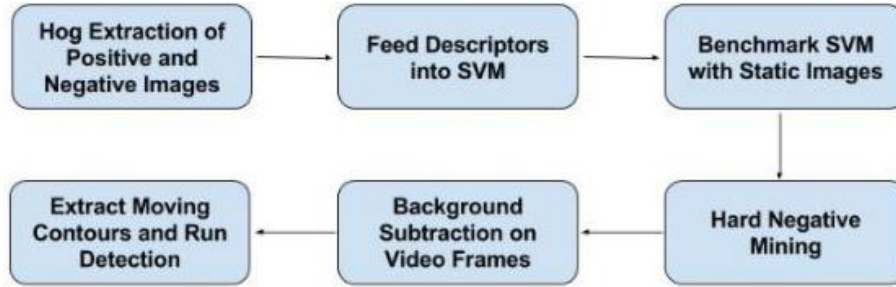 Hog Extraction of
Positive and
Negative Images
Feed Descriptors
into SVM
Benchmark SVM
with Static Images
Hard Negative
Mining
Background
Subtraction on
Video Frames
Extract Moving
Contours and Run
Detection